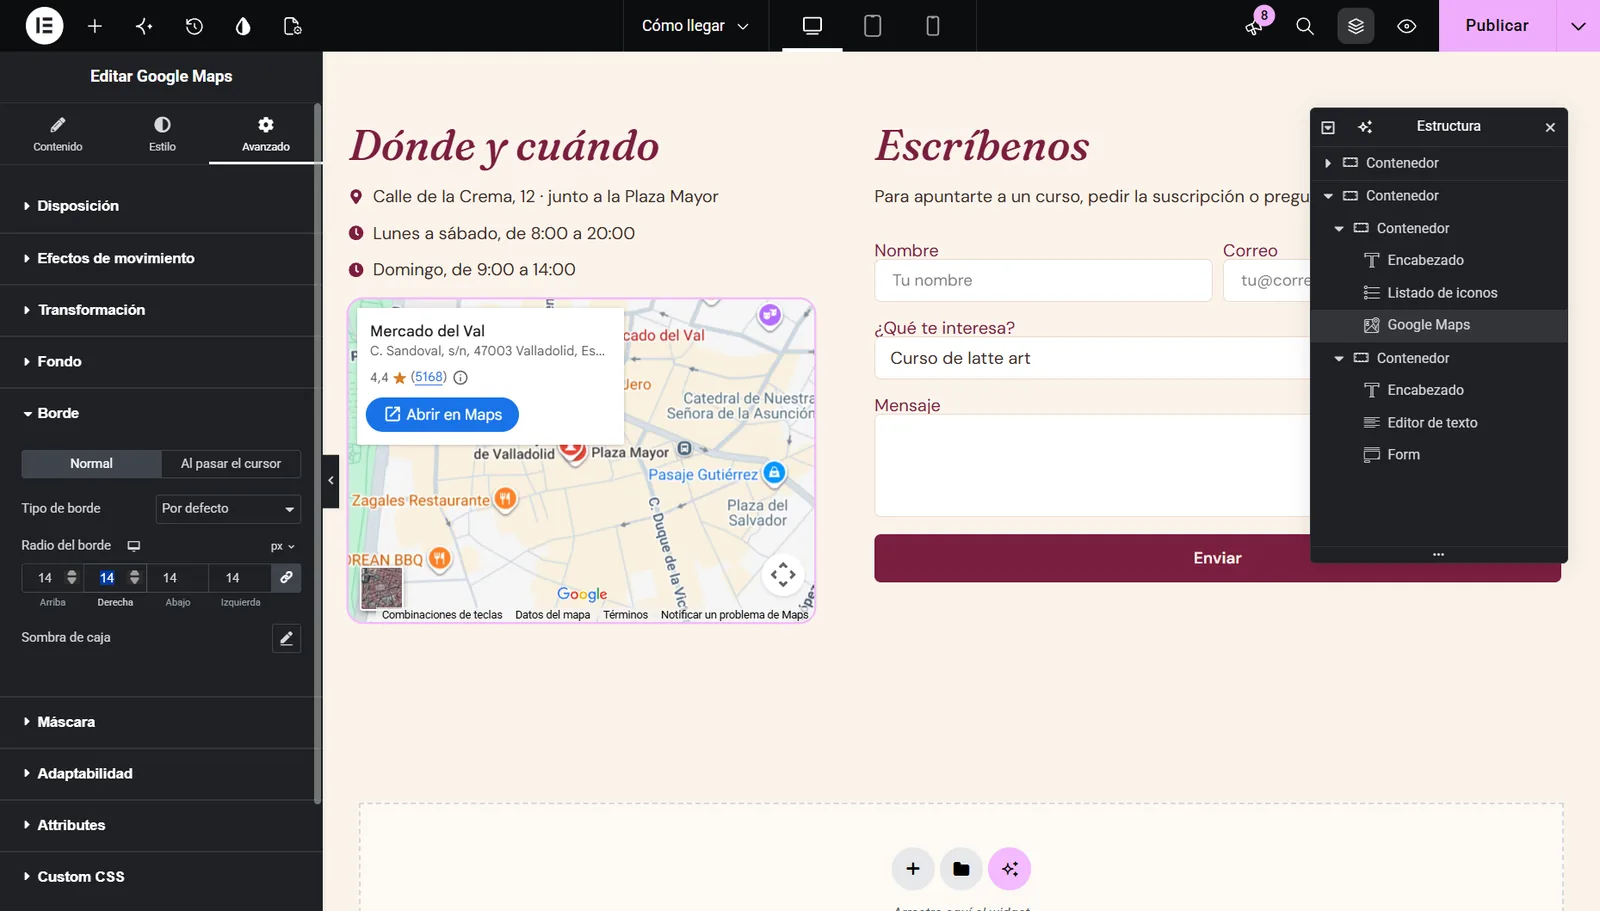 Cómo llegar
8
Publicar
Editar Google Maps
Contenido
Estilo
Avanzado
Disposición
Efectos de movimiento
Transformación
Fondo
Borde
Normal
Al pasar el cursor
Tipo de borde
Por defecto
Radio del borde
px
14
14
14
14
Arriba
Derecha
Abajo
Izquierda
Sombra de caja
Máscara
Adaptabilidad
Attributes
Custom CSS
Dónde y cuándo
Calle de la Crema, 12 · junto a la Plaza Mayor
Lunes a sábado, de 8:00 a 20:00
Domingo, de 9:00 a 14:00
Mercado del Val
C. Sandoval, s/n, 47003 Valladolid, Es...
4,4
(5168)
Abrir en Maps
cado del Val
Jero
Catedral de Nuestra
Señora de la Asunción
de Valladolid
Plaza Mayor
Pasaje Gutiérrez
Zagales Restaurante
Plaza del
Salvador
C. Duque de la Vic
OREAN BBQ
Google
Combinaciones de teclas
Datos del mapa
Términos
Notificar un problema de Maps
Escríbenos
Para apuntarte a un curso, pedir la suscripción o pregu
Nombre
Correo
Tu nombre
tu@corre
¿Qué te interesa?
Curso de latte art
Mensaje
Enviar
Estructura
Contenedor
Contenedor
Contenedor
Encabezado
Listado de iconos
Google Maps
Contenedor
Encabezado
Editor de texto
Form